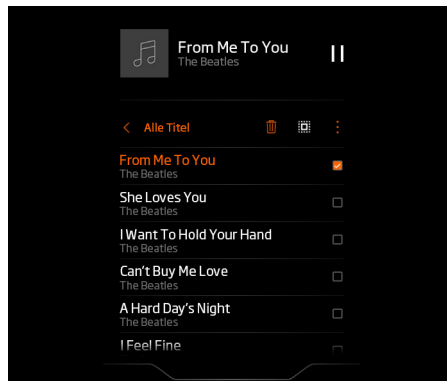 From Me To You
The Beatles
Alle Titel
From Me To You
The Beatles
She Loves You
The Beatles
I Want To Hold Your Hand
The Beatles
Can't Buy Me Love
The Beatles
A Hard Day's Night
The Beatles
I Feel Fine